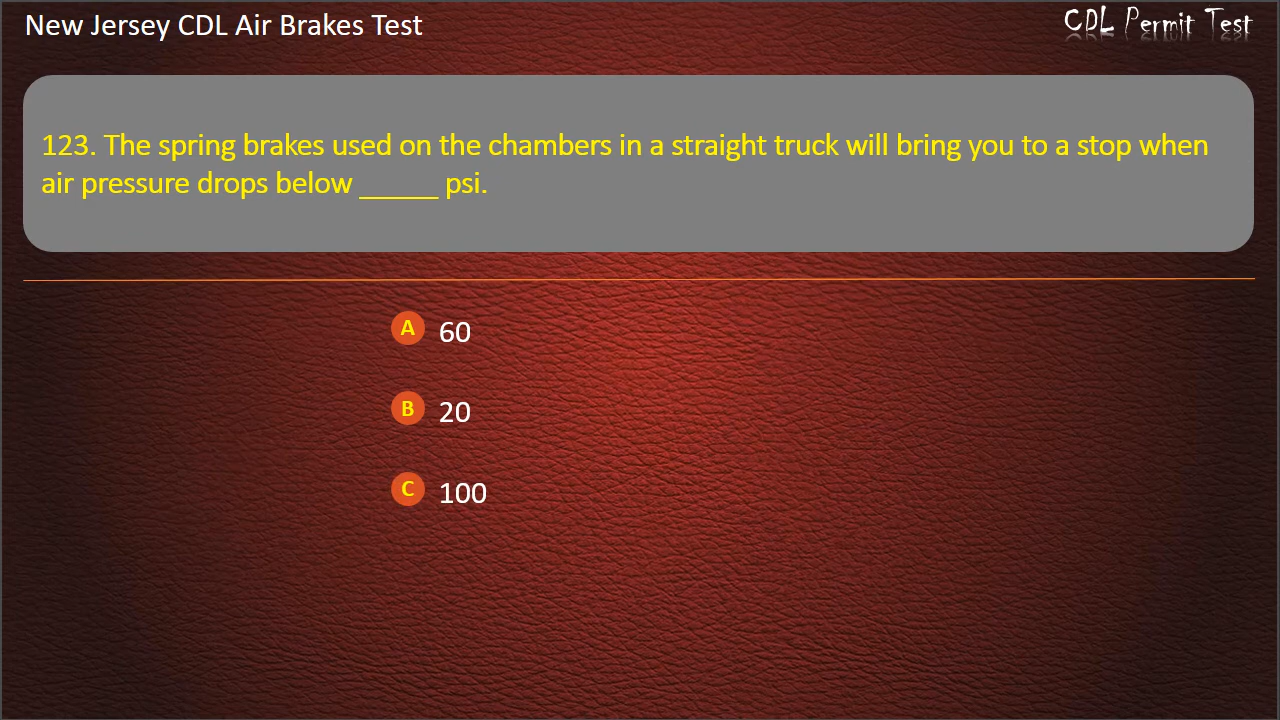 New Jersey CDL Air Brakes Test
CDL Permit Test
123. The spring brakes used on the chambers in a straight truck will bring you to a stop when
air pressure drops below _____ psi.
A 60
B 20
C 100